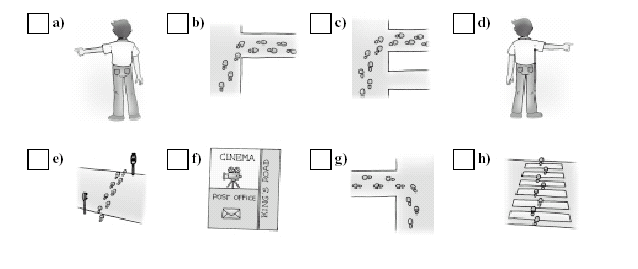 a) b) c) d)
e) f) g) h)
CINEMA
POST OFFICE
KING'S ROAD